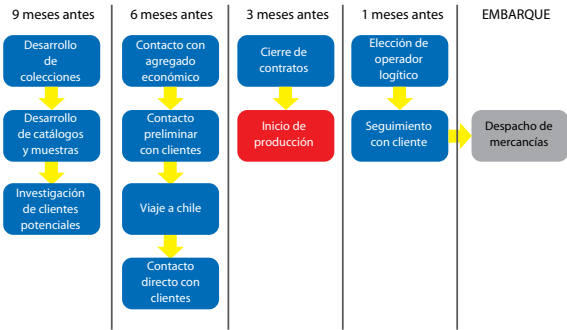 9 meses antes
Desarrollo
de
colecciones
Desarrollo
de catálogos
y muestras
Investigación
de clientes
potenciales
6 meses antes
Contacto con
agregado
económico
Contacto
preliminar
con clientes
Viaje a chile
Contacto
directo con
clientes
3 meses antes
Cierre de
contratos
Inicio de
producción
1 meses antes
Elección de
operador
logítico
Seguimiento
con cliente
EMBARQUE
Despacho de
mercancías